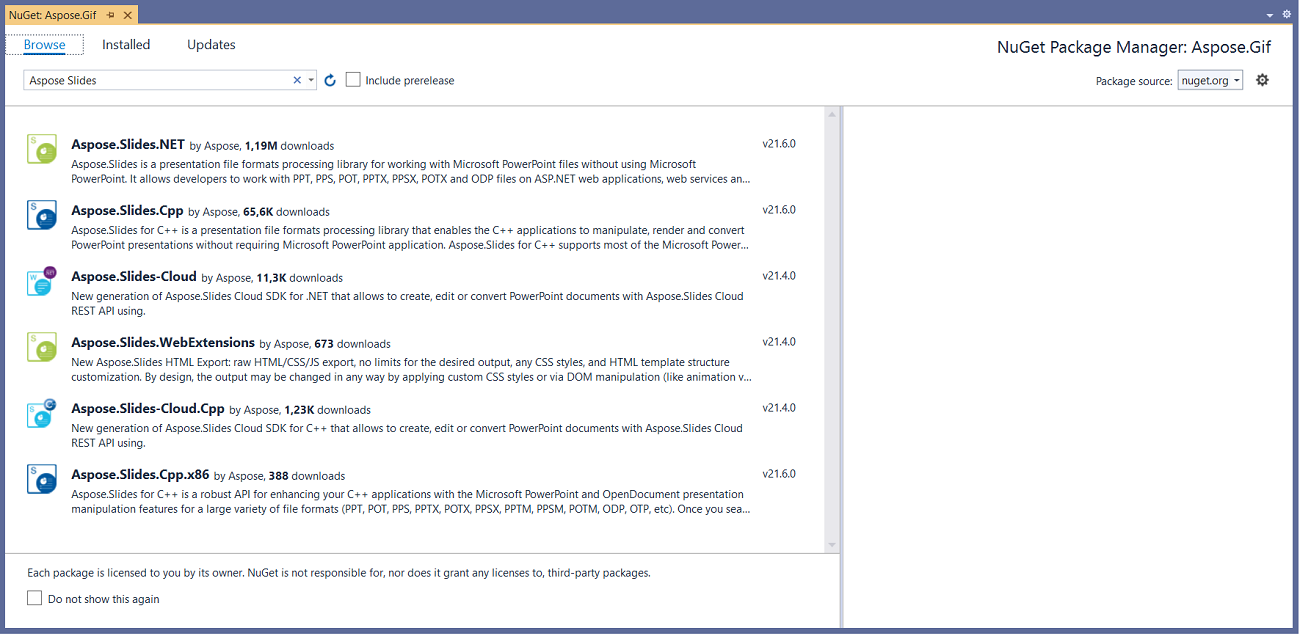 NuGet: Aspose.Gif
Browse Installed Updates
NuGet Package Manager: Aspose.Gif
Aspose Slides
Include prerelease
Package source: nuget.org
Aspose.Slides.NET by Aspose, 1,19M downloads v21.6.0
Aspose.Slides is a presentation file formats processing library for working with Microsoft PowerPoint files without using Microsoft
PowerPoint. It allows developers to work with PPT, PPS, POT, PPTX, PPSX, POTX and ODP files on ASP.NET web applications, web services an...
Aspose.Slides.Cpp by Aspose, 65,6K downloads v21.6.0
Aspose.Slides for C++ is a presentation file formats processing library that enables the C++ applications to manipulate, render and convert
PowerPoint presentations without requiring Microsoft PowerPoint application. Aspose.Slides for C++ supports most of the Microsoft Power...
Aspose.Slides-Cloud by Aspose, 11,3K downloads v21.4.0
New generation of Aspose.Slides Cloud SDK for .NET that allows to create, edit or convert PowerPoint documents with Aspose.Slides Cloud
REST API using.
Aspose.Slides.WebExtensions by Aspose, 673 downloads v21.4.0
New Aspose.Slides HTML Export: raw HTML/CSS/JS export, no limits for the desired output, any CSS styles, and HTML template structure
customization. By design, the output may be changed in any way by applying custom CSS styles or via DOM manipulation (like animation v...
Aspose.Slides-Cloud.Cpp by Aspose, 1,23K downloads v21.4.0
New generation of Aspose.Slides Cloud SDK for C++ that allows to create, edit or convert PowerPoint documents with Aspose.Slides Cloud
REST API using.
Aspose.Slides.Cpp.x86 by Aspose, 388 downloads v21.6.0
Aspose.Slides for C++ is a robust API for enhancing your C++ applications with the Microsoft PowerPoint and OpenDocument presentation
manipulation features for a large variety of file formats (PPT, POT, PPS, PPTX, POTX, PPSX, PPTM, PPSM, POTM, ODP, OTP, etc). Once you sea...
Each package is licensed to you by its owner. NuGet is not responsible for, nor does it grant any licenses to, third-party packages.
Do not show this again